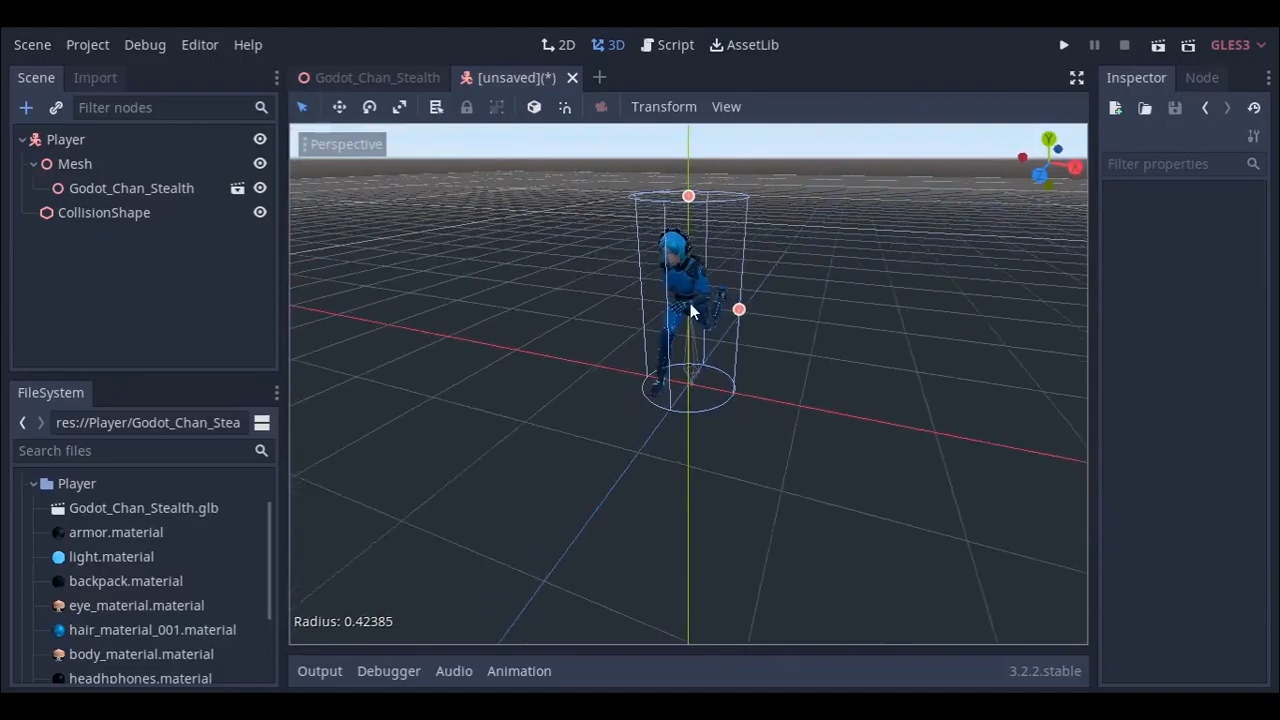 Scene Project Debug Editor Help 2D 3D Script AssetLib GLES3
Scene Import Godot_Chan_Stealth [unsaved](*) Inspector Node
Filter nodes Transform View
Player Perspective Y X Z Filter properties
Mesh
Godot_Chan_Stealth
CollisionShape
FileSystem
res://Player/Godot_Chan_Stea
Search files
Player
Godot_Chan_Stealth.glb
armor.material
light.material
backpack.material
eye_material.material
hair_material_001.material
body_material.material
headhphones.material
Radius: 0.42385
Output Debugger Audio Animation 3.2.2.stable